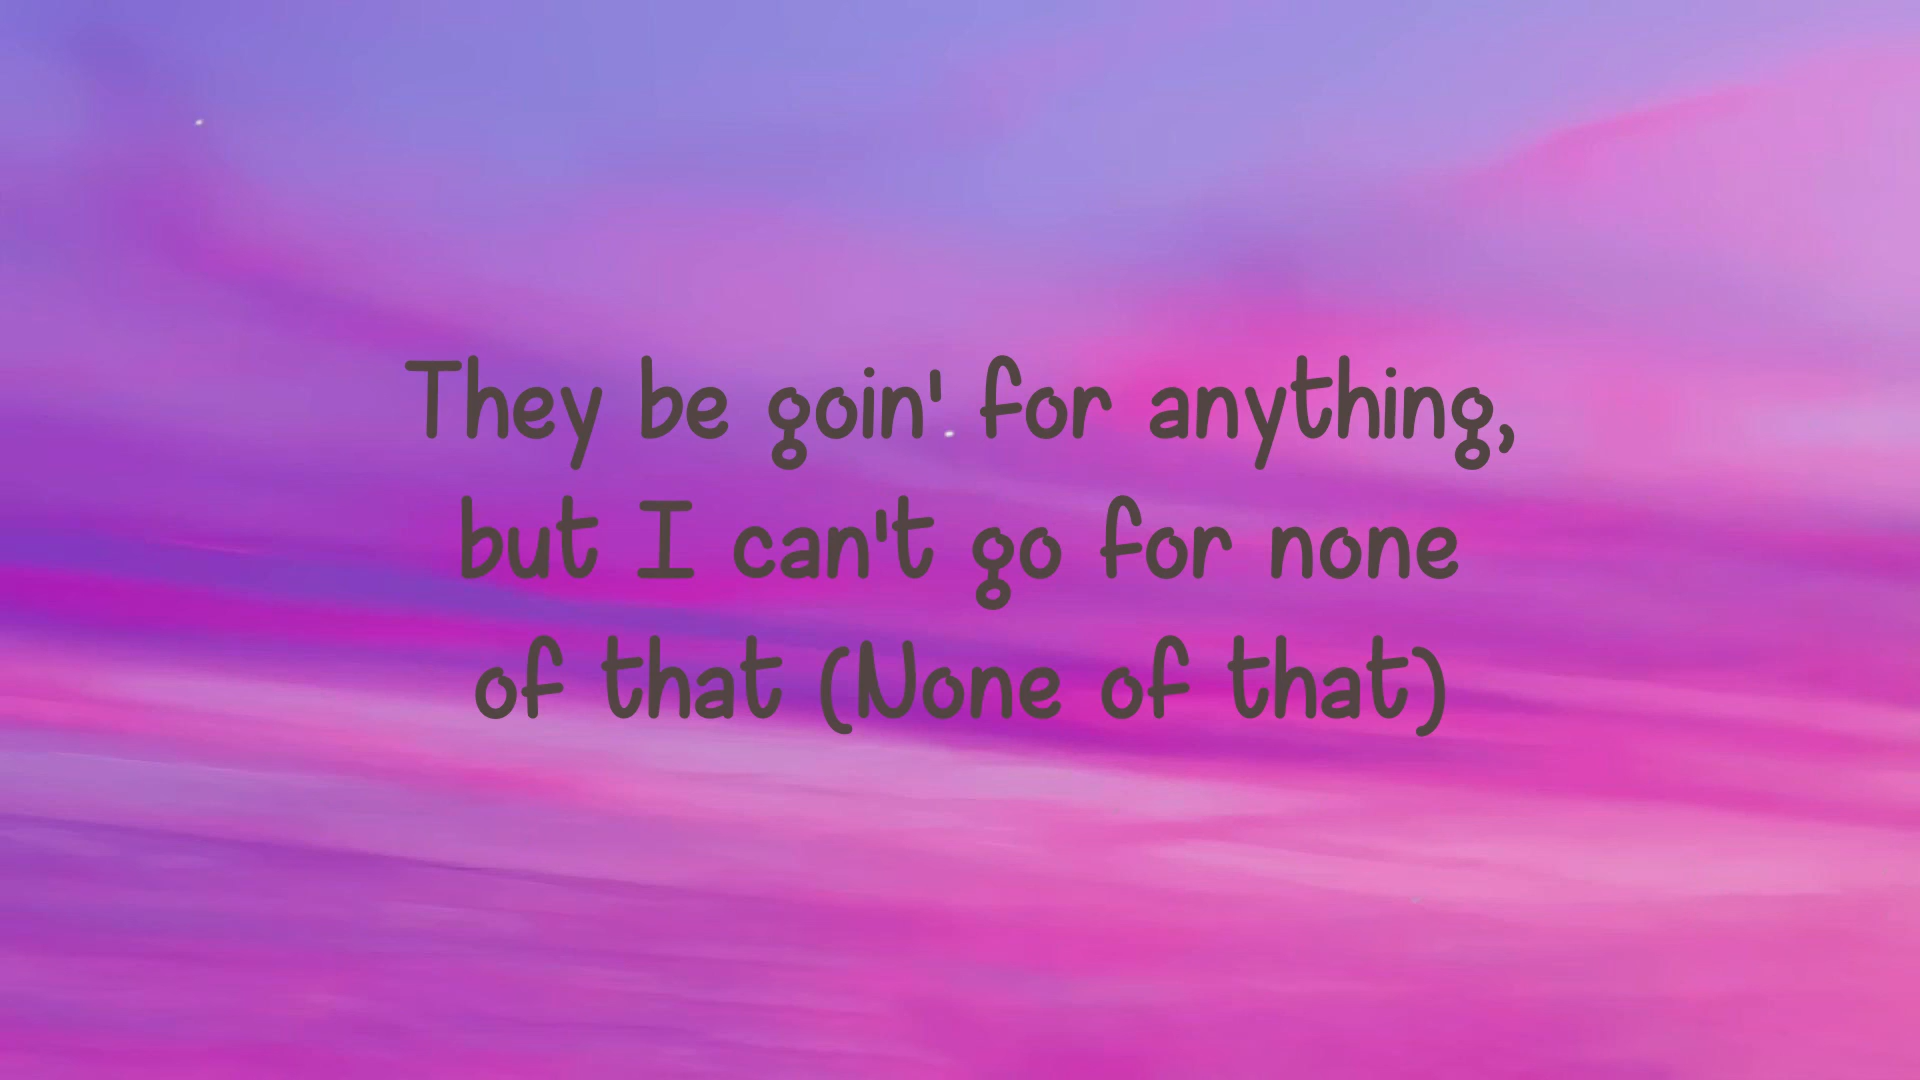 They be goin' for anything,
but I can't go for none
of that (None of that)